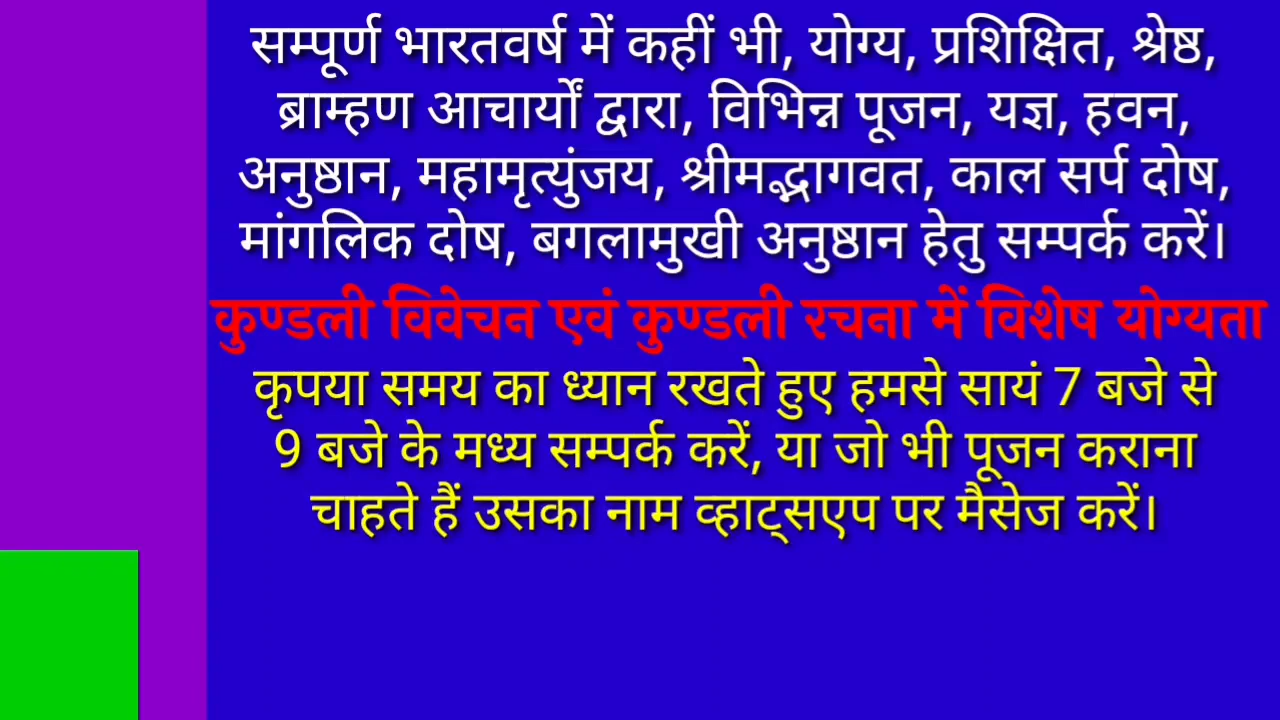 सम्पूर्ण भारतवर्ष में कहीं भी, योग्य, प्रशिक्षित, श्रेष्ठ,
ब्राम्हण आचार्यों द्वारा, विभिन्न पूजन, यज्ञ, हवन,
अनुष्ठान, महामृत्युंजय, श्रीमद्भागवत, काल सर्प दोष,
मांगलिक दोष, बगलामुखी अनुष्ठान हेतु सम्पर्क करें।
कुण्डली विवेचन एवं कुण्डली रचना में विशेष योग्यता
कृपया समय का ध्यान रखते हुए हमसे सायं 7 बजे से
9 बजे के मध्य सम्पर्क करें, या जो भी पूजन कराना
चाहते हैं उसका नाम व्हाट्सएप पर मैसेज करें।